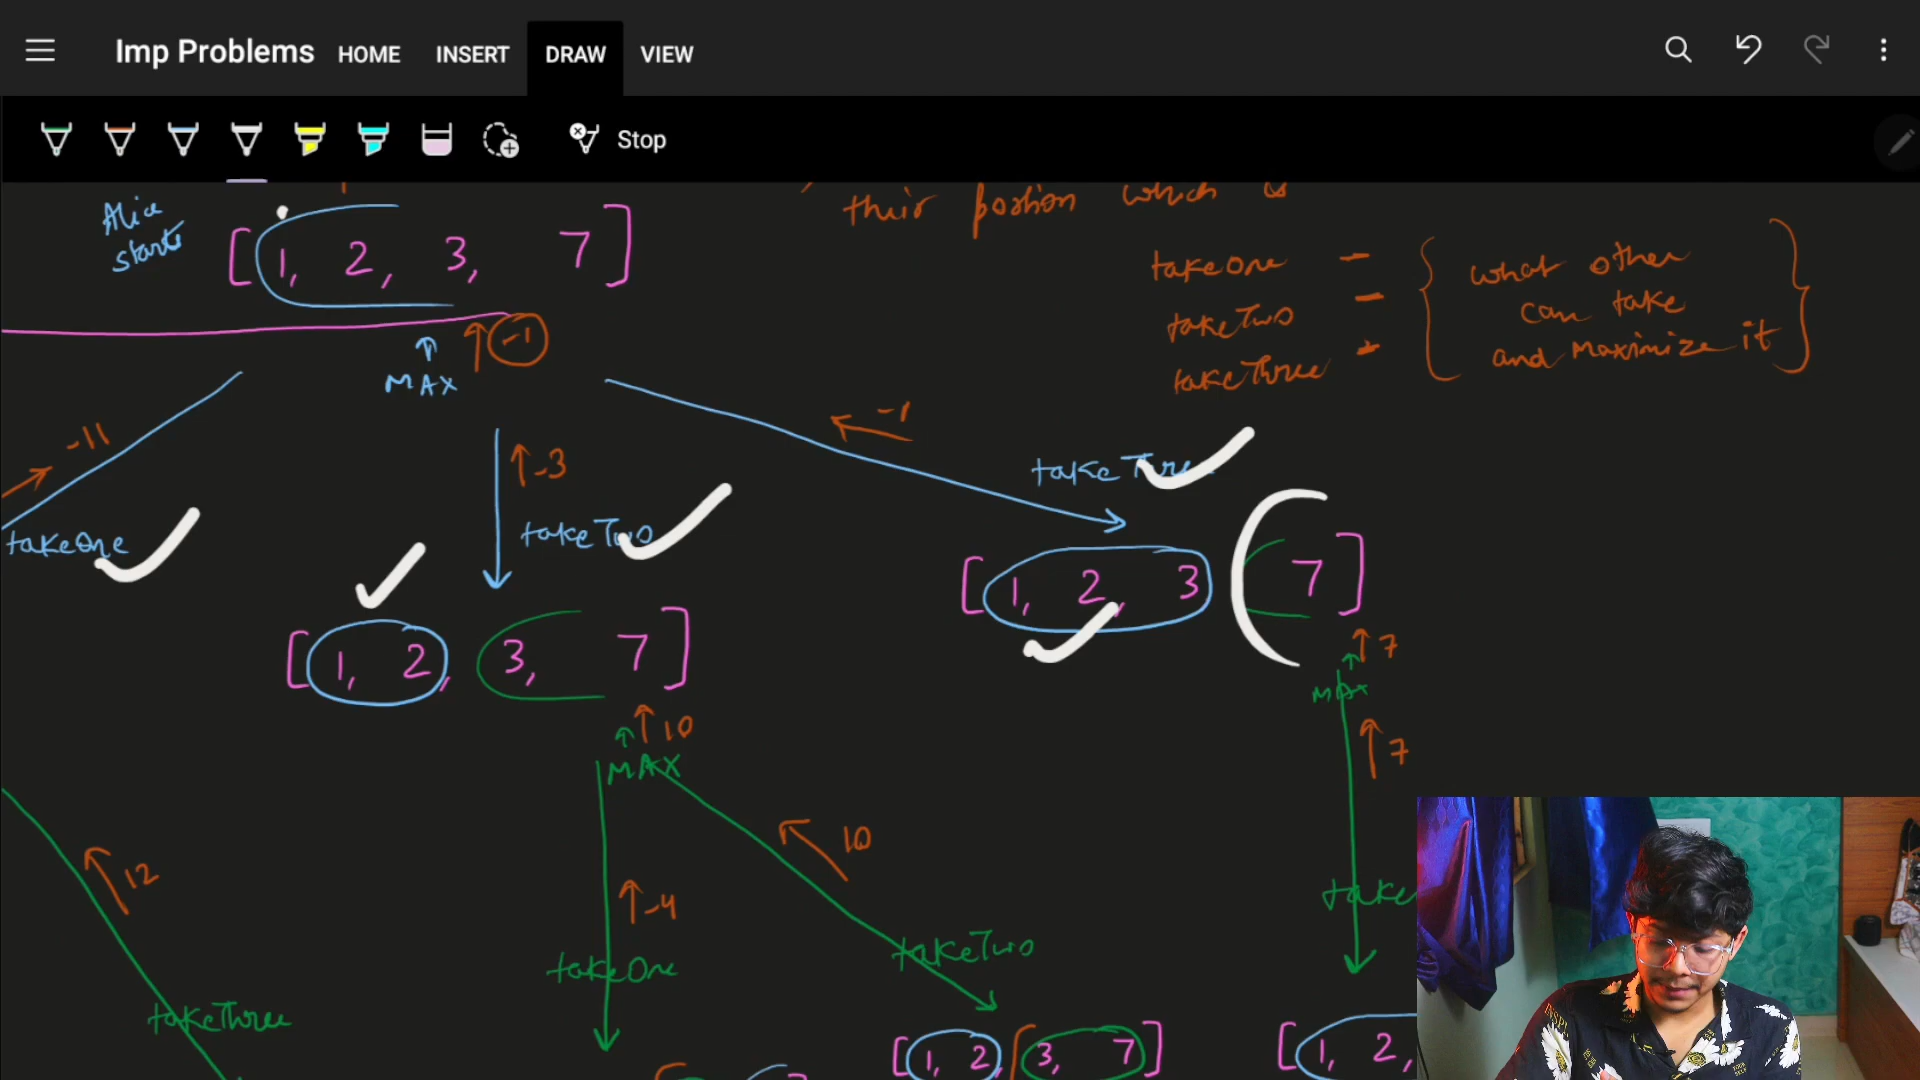 Imp Problems HOME INSERT DRAW VIEW
Stop
their portion which is
Alice
starts
[1, 2, 3, 7]
takeOne -
takeTwo -
takeThree -
{ what other
can take
and maximize it }
-1
MAX
-11
-3
-1
takeThree
takeOne
takeTwo
[1, 2, 3 7]
[1, 2, 3, 7]
7
MAX
10
MAX
7
10
12
-4
take
takeTwo
takeOne
takeThree
[1, 2, 3, 7]
[1, 2,